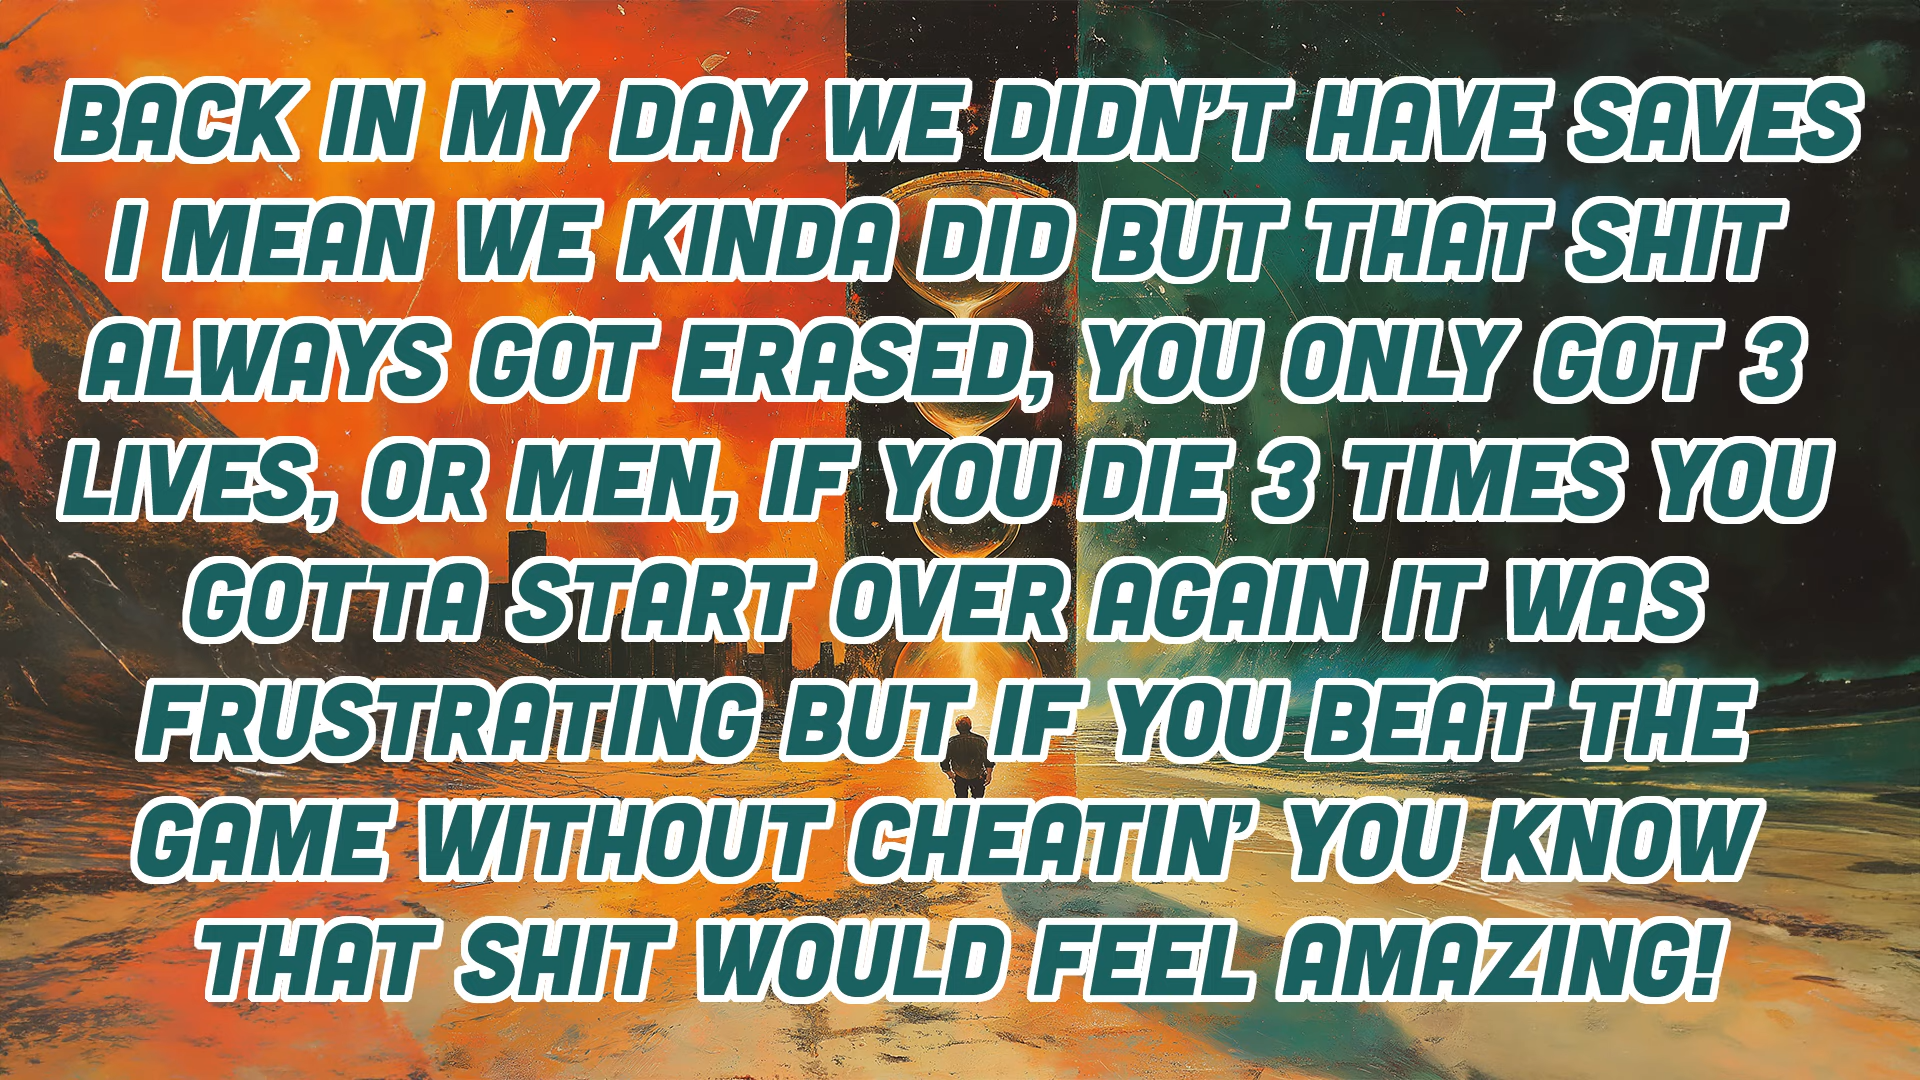 BACK IN MY DAY WE DIDN'T HAVE SAVES
I MEAN WE KINDA DID BUT THAT SHIT
ALWAYS GOT ERASED, YOU ONLY GOT 3
LIVES, OR MEN, IF YOU DIE 3 TIMES YOU
GOTTA START OVER AGAIN IT WAS
FRUSTRATING BUT IF YOU BEAT THE
GAME WITHOUT CHEATIN' YOU KNOW
THAT SHIT WOULD FEEL AMAZING!